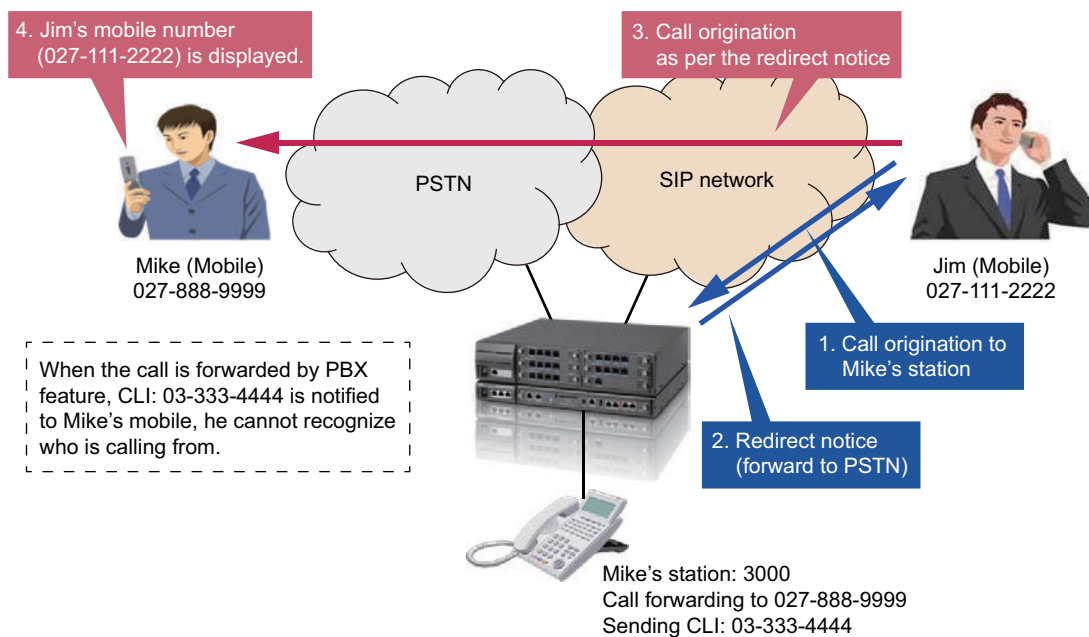 4. Jim's mobile number
(027-111-2222) is displayed.
3. Call origination
as per the redirect notice
PSTN
SIP network
Mike (Mobile)
027-888-9999
Jim (Mobile)
027-111-2222
When the call is forwarded by PBX
feature, CLI: 03-333-4444 is notified
to Mike's mobile, he cannot recognize
who is calling from.
1. Call origination to
Mike's station
2. Redirect notice
(forward to PSTN)
Mike's station: 3000
Call forwarding to 027-888-9999
Sending CLI: 03-333-4444